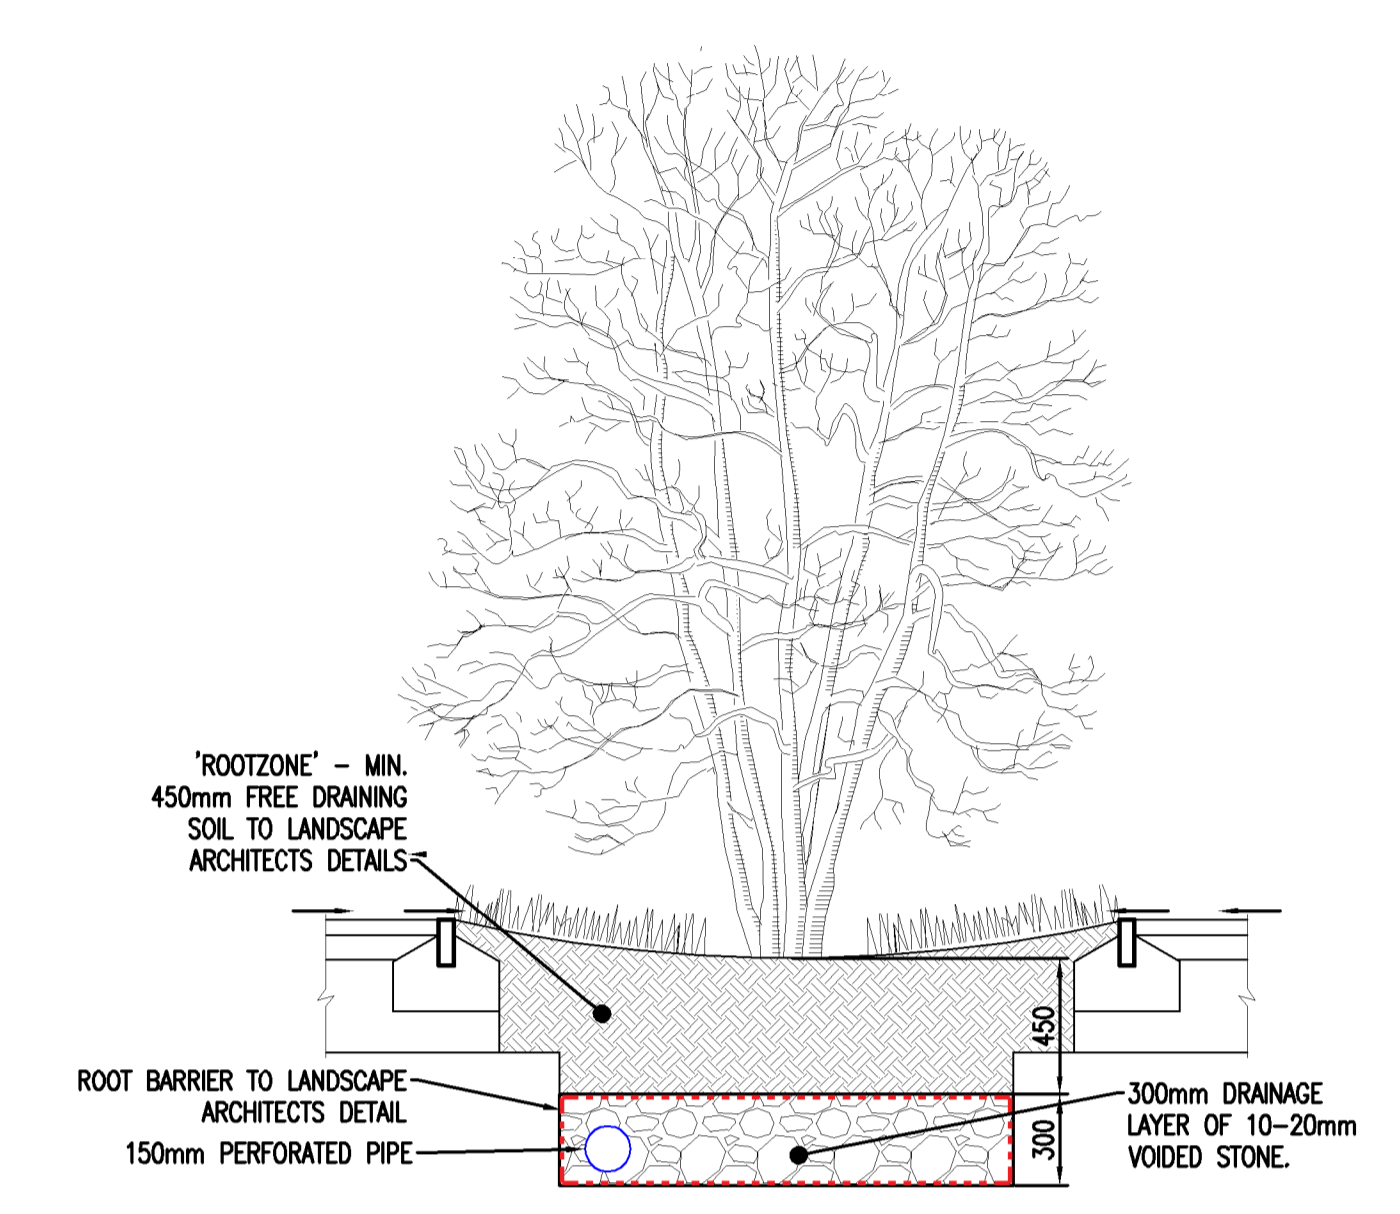 'ROOTZONE' – MIN.
450mm FREE DRAINING
SOIL TO LANDSCAPE
ARCHITECTS DETAILS
450
ROOT BARRIER TO LANDSCAPE
ARCHITECTS DETAIL
150mm PERFORATED PIPE
300
300mm DRAINAGE
LAYER OF 10–20mm
VOIDED STONE.